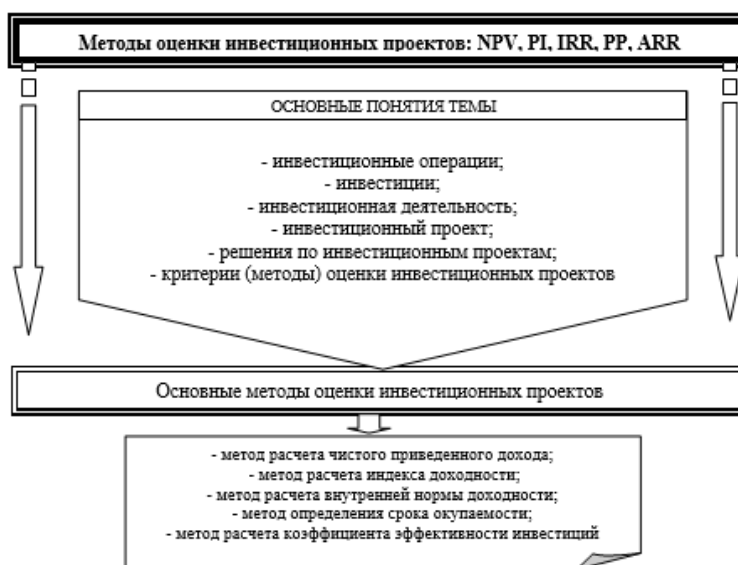 Методы оценки инвестиционных проектов: NPV, PI, IRR, PP, ARR
ОСНОВНЫЕ ПОНЯТИЯ ТЕМЫ
- инвестиционные операции;
- инвестиции;
- инвестиционная деятельность;
- инвестиционный проект;
- решения по инвестиционным проектам;
- критерии (методы) оценки инвестиционных проектов
Основные методы оценки инвестиционных проектов
- метод расчета чистого приведенного дохода;
- метод расчета индекса доходности;
- метод расчета внутренней нормы доходности;
- метод определения срока окупаемости;
- метод расчета коэффициента эффективности инвестиций